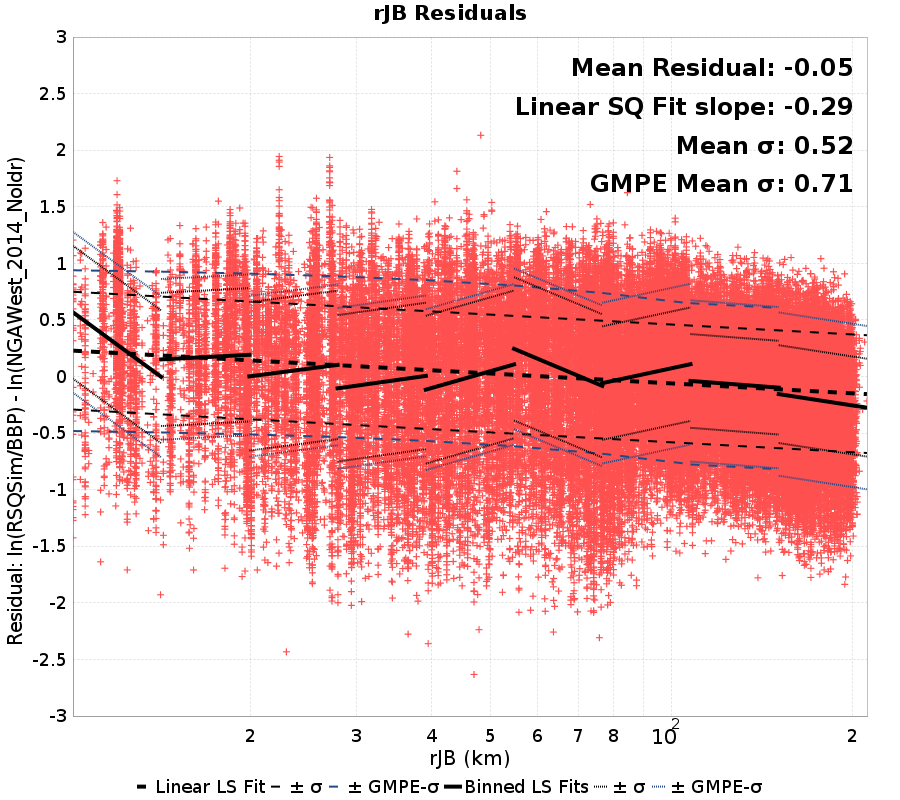 rJB Residuals
Mean Residual: -0.05
Linear SQ Fit slope: -0.29
Mean σ: 0.52
GMPE Mean σ: 0.71
Residual: ln(RSQSim/BBP) - ln(NGAWest_2014_NoIdr)
3
2.5
2
1.5
1
0.5
0
-0.5
-1
-1.5
-2
-2.5
-3
2 3 4 5 6 7 8 10² 2
rJB (km)
Linear LS Fit ± σ ± GMPE-σ Binned LS Fits ± σ ± GMPE-σ